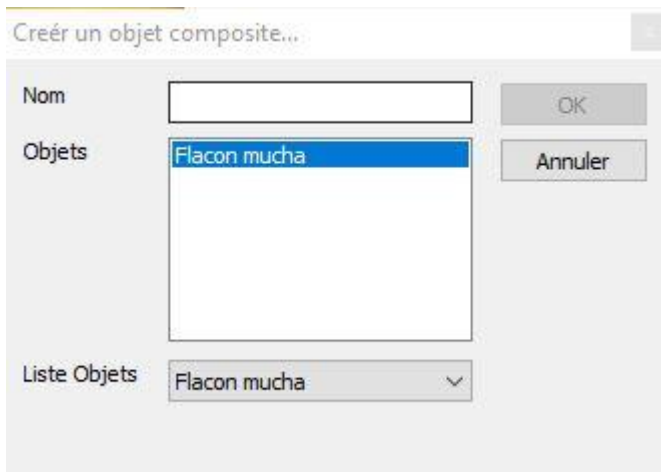 Creér un objet composite...
Nom
OK
Objets
Flacon mucha
Annuler
Liste Objets
Flacon mucha